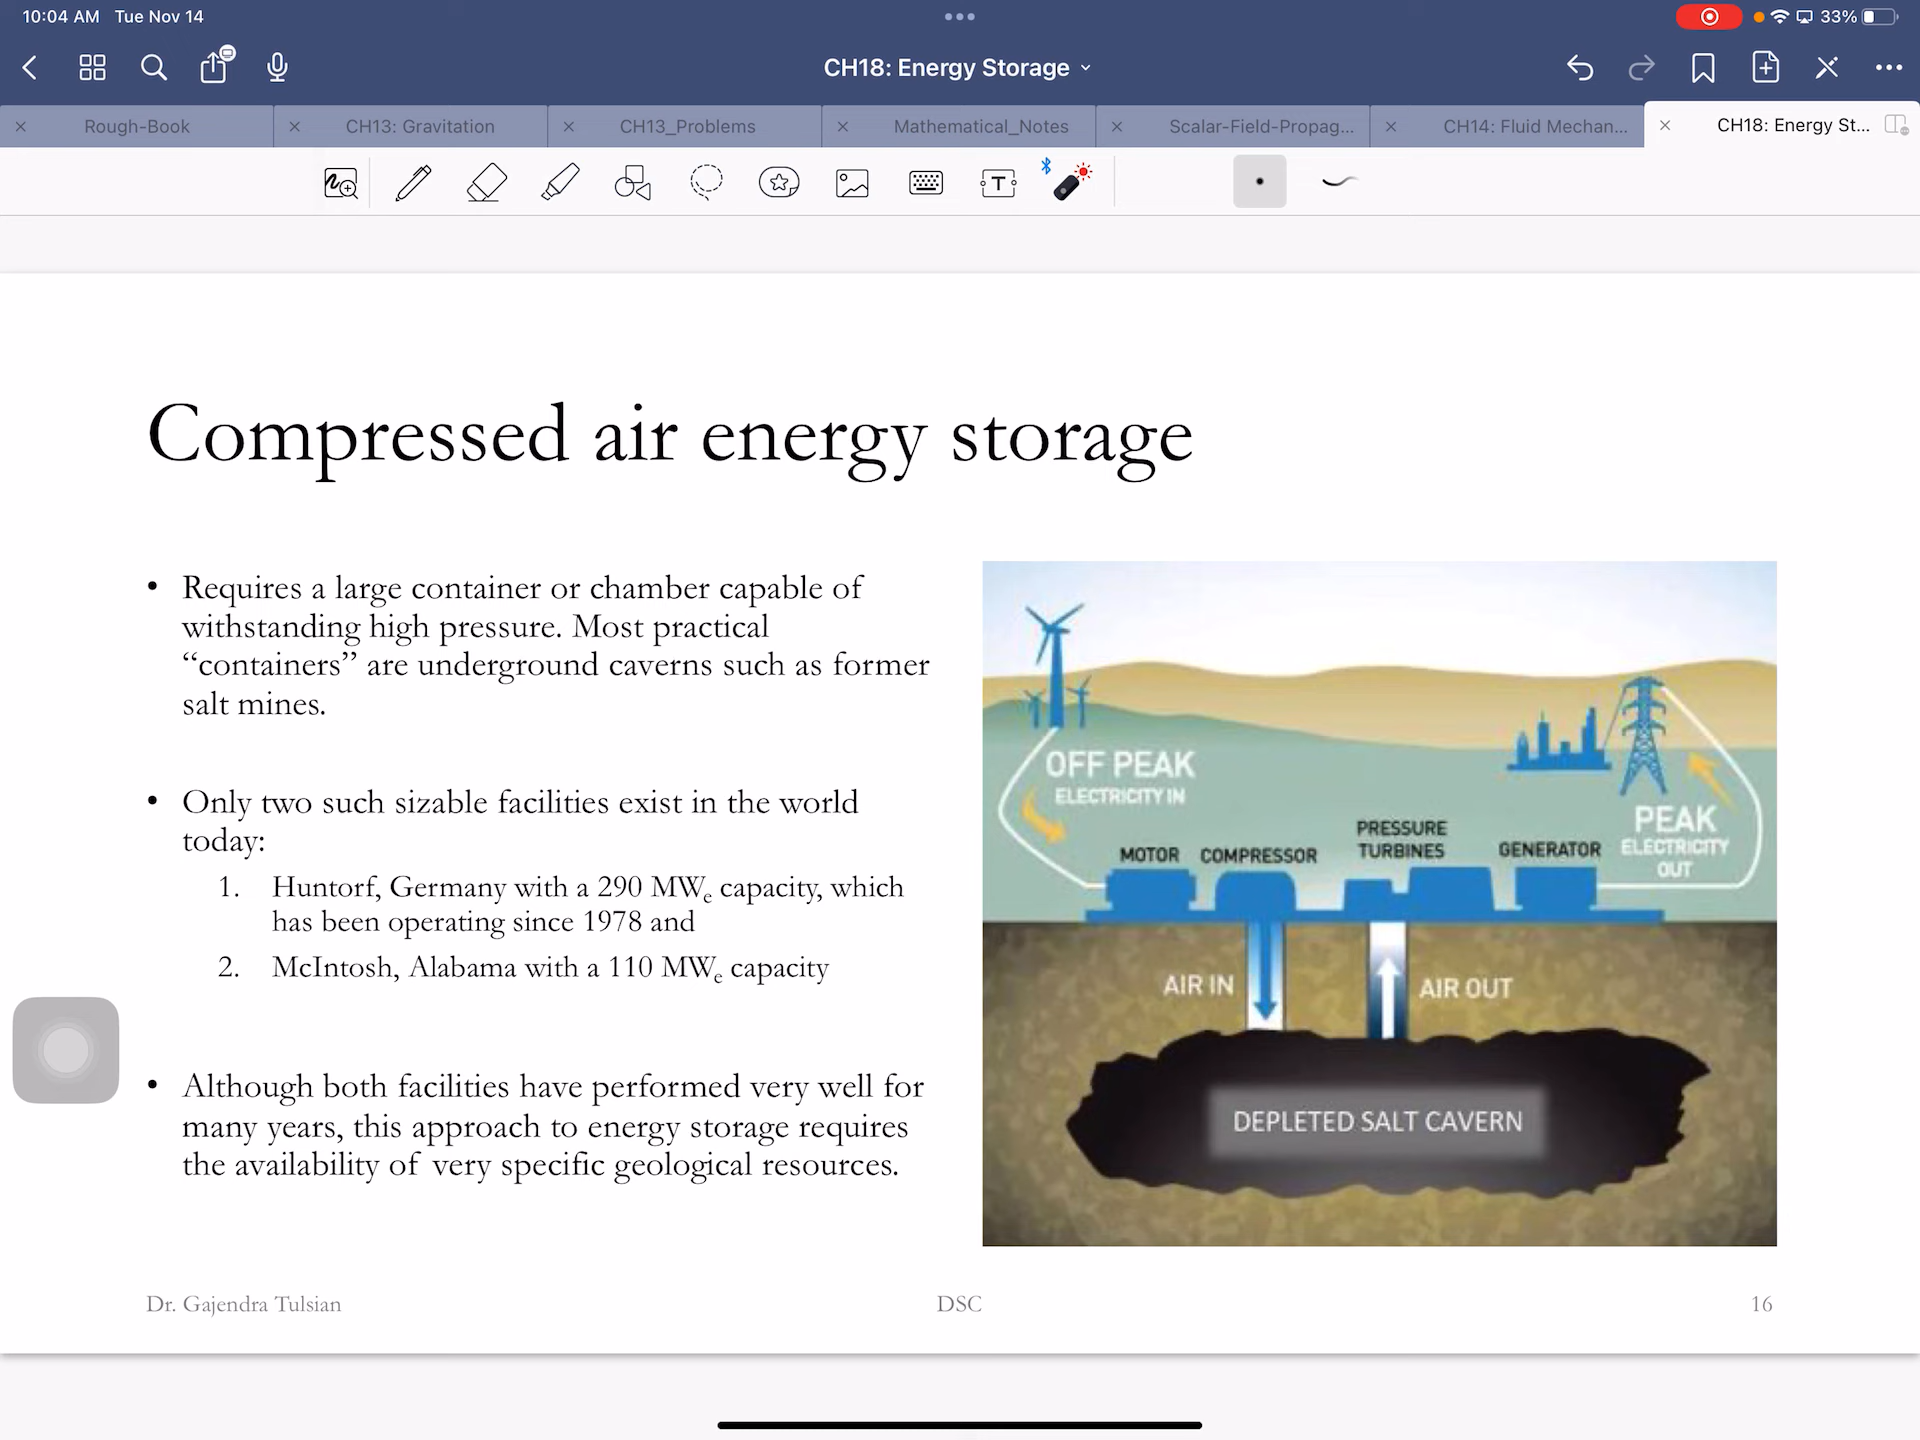 10:04 AM Tue Nov 14
33%
CH18: Energy Storage
Rough-Book
CH13: Gravitation
CH13_Problems
Mathematical_Notes
Scalar-Field-Propag...
CH14: Fluid Mechan...
CH18: Energy St...
T
Compressed air energy storage
• Requires a large container or chamber capable of
withstanding high pressure. Most practical
“containers” are underground caverns such as former
salt mines.
• Only two such sizable facilities exist in the world
today:
1. Huntorf, Germany with a 290 MWe capacity, which
has been operating since 1978 and
2. McIntosh, Alabama with a 110 MWe capacity
• Although both facilities have performed very well for
many years, this approach to energy storage requires
the availability of very specific geological resources.
OFF PEAK
ELECTRICITY IN
MOTOR
COMPRESSOR
PRESSURE
TURBINES
GENERATOR
PEAK
ELECTRICITY
OUT
AIR IN
AIR OUT
DEPLETED SALT CAVERN
Dr. Gajendra Tulsian
DSC
16